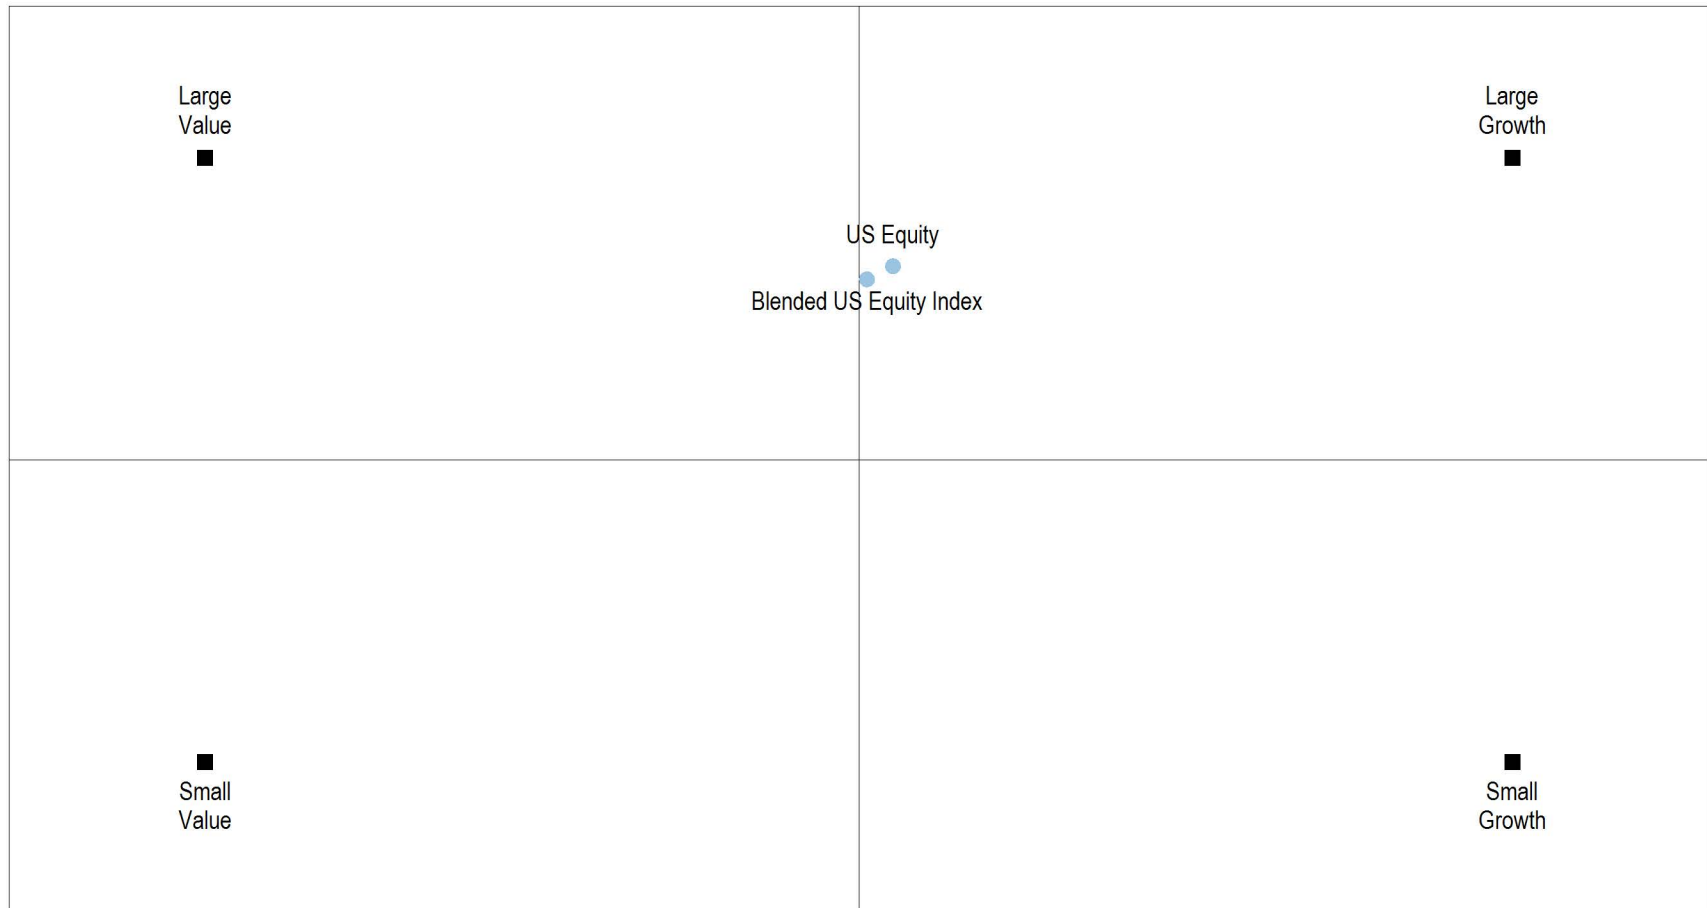 Large
Value
Large
Growth
US Equity
Blended US Equity Index
Small
Value
Small
Growth